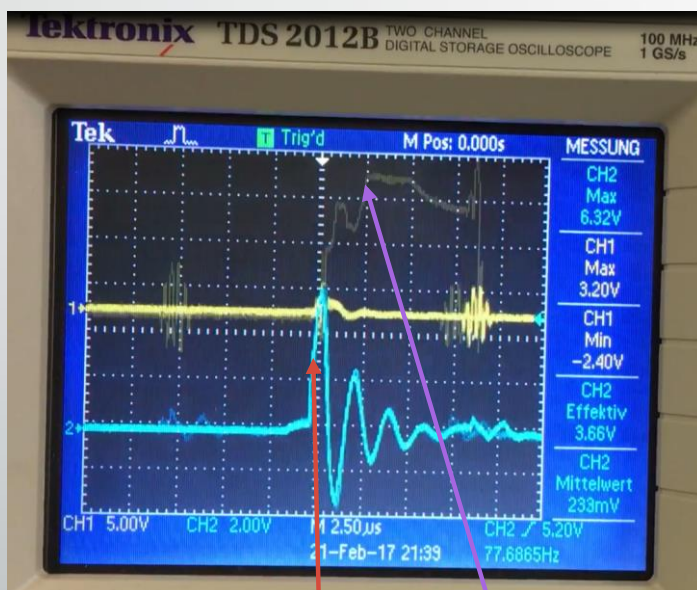 Tektronix TDS 2012B TWO CHANNEL DIGITAL STORAGE OSCILLOSCOPE 100 MHz 1 GS/s
Tek T Trig'd M Pos: 0.000s MESSUNG
CH2
Max
6.32V
CH1
Max
3.20V
CH1
Min
-2.40V
CH2
Effektiv
3.66V
CH2
Mittelwert
233mV
1
2
CH1 5.00V CH2 2.00V M 2.50µs CH2 5.20V
21-Feb-17 21:39 77.6865Hz